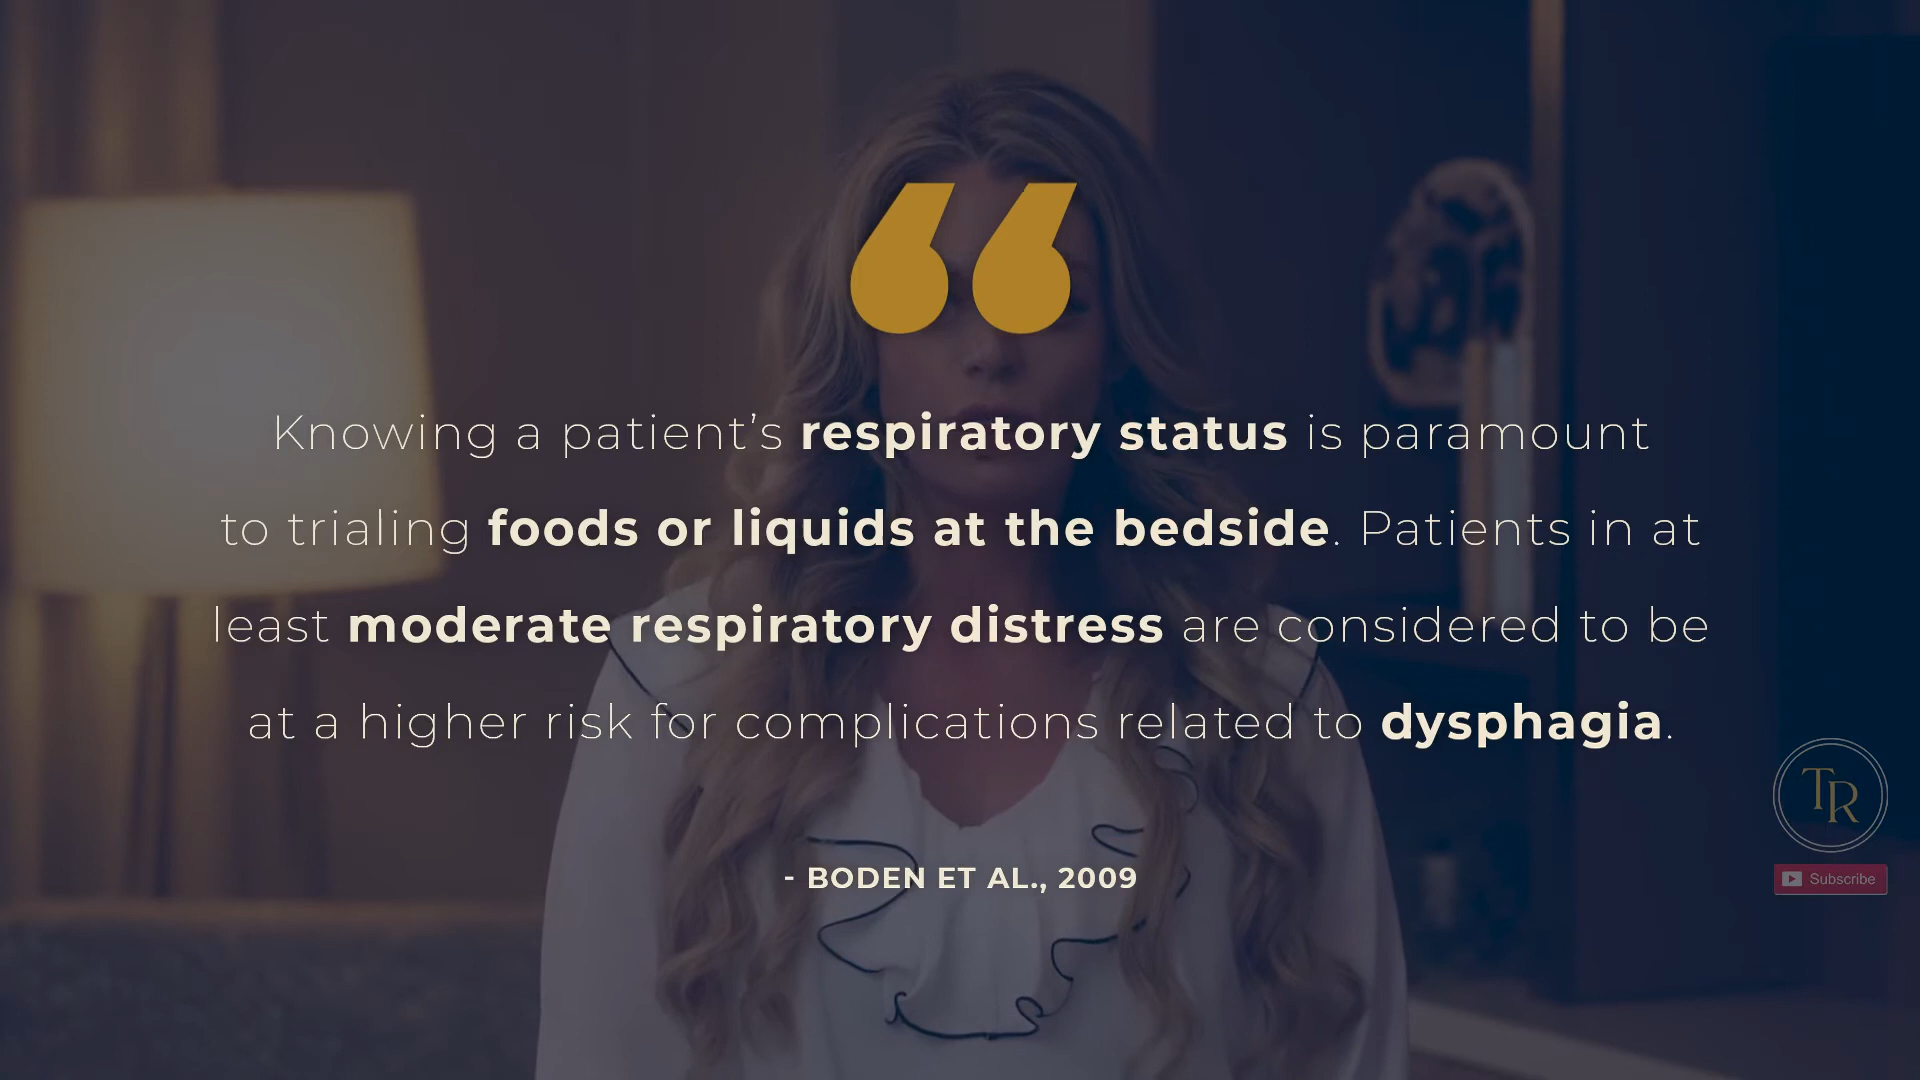 “
Knowing a patient’s respiratory status is paramount
to trialing foods or liquids at the bedside. Patients in at
least moderate respiratory distress are considered to be
at a higher risk for complications related to dysphagia.
- BODEN ET AL., 2009
TR
Subscribe